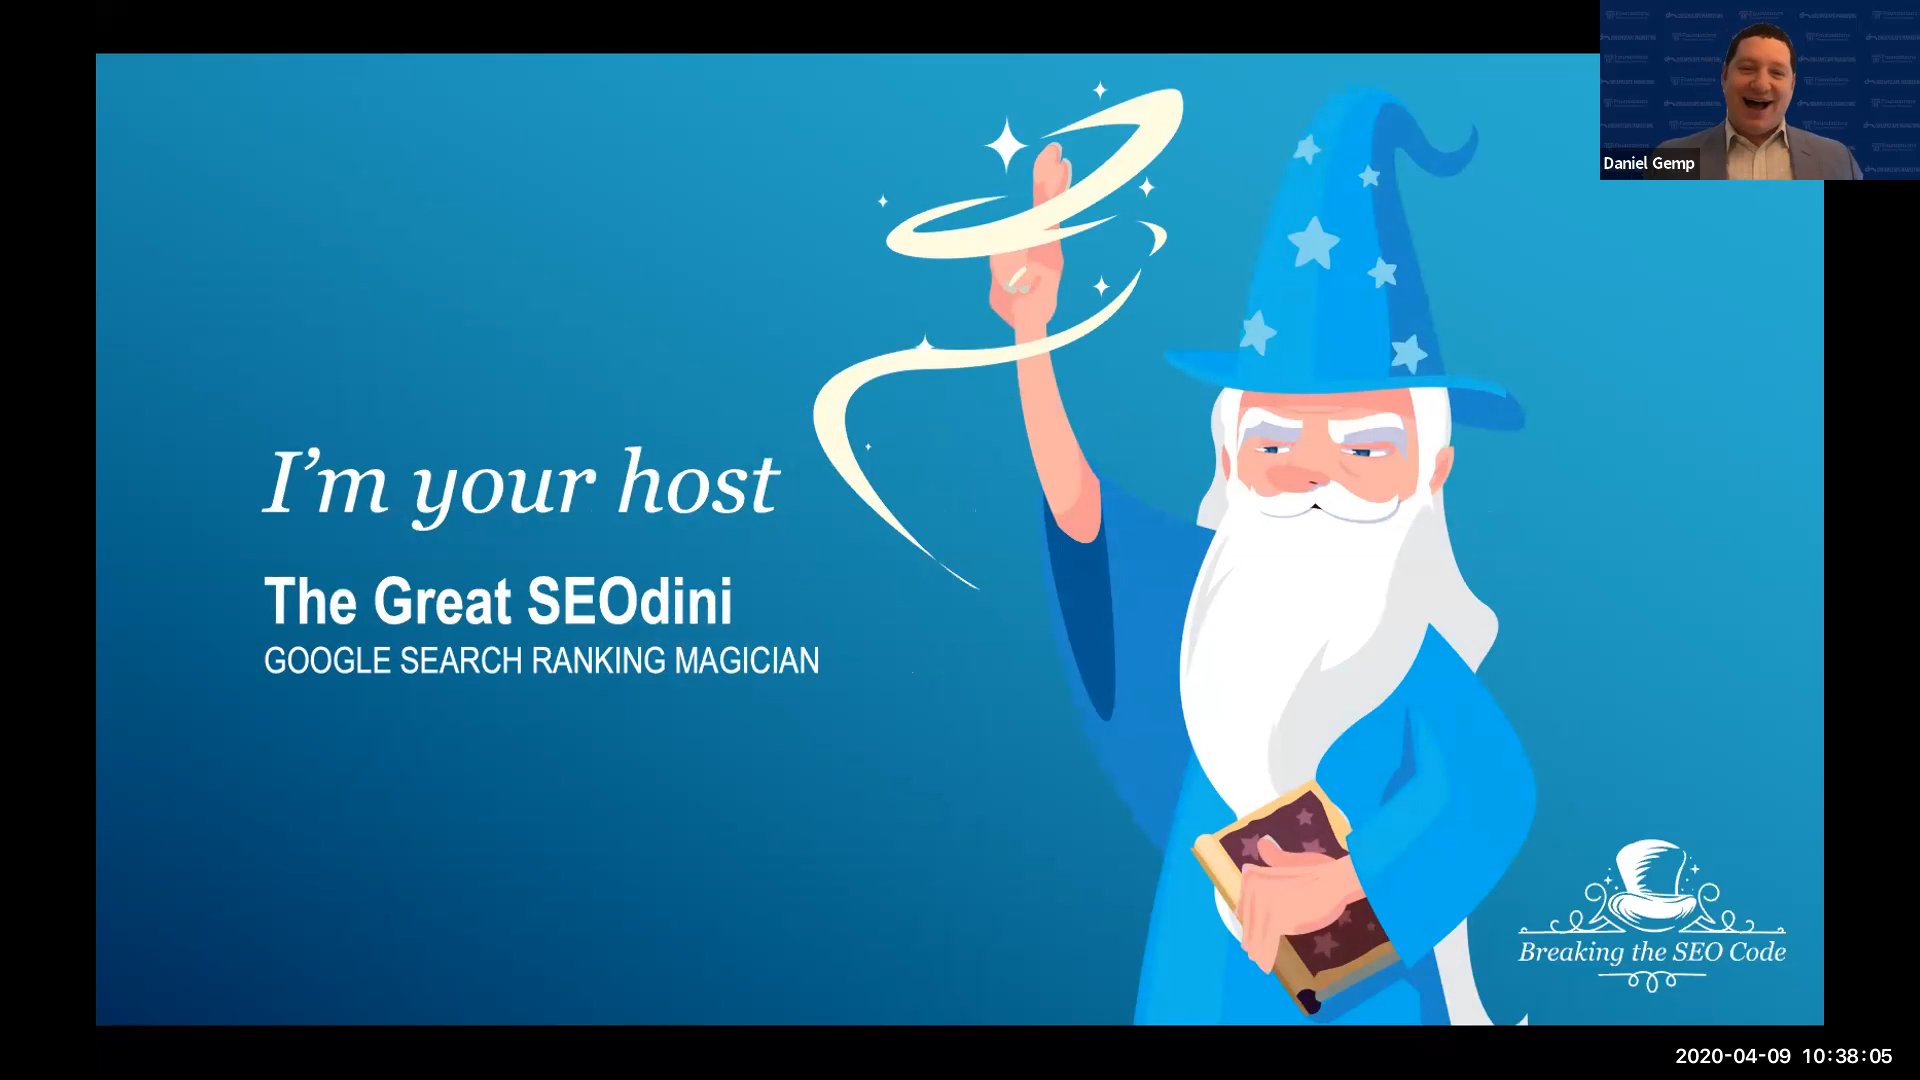 Daniel Gemp
I’m your host
The Great SEOdini
GOOGLE SEARCH RANKING MAGICIAN
Breaking the SEO Code
2020-04-09 10:38:05